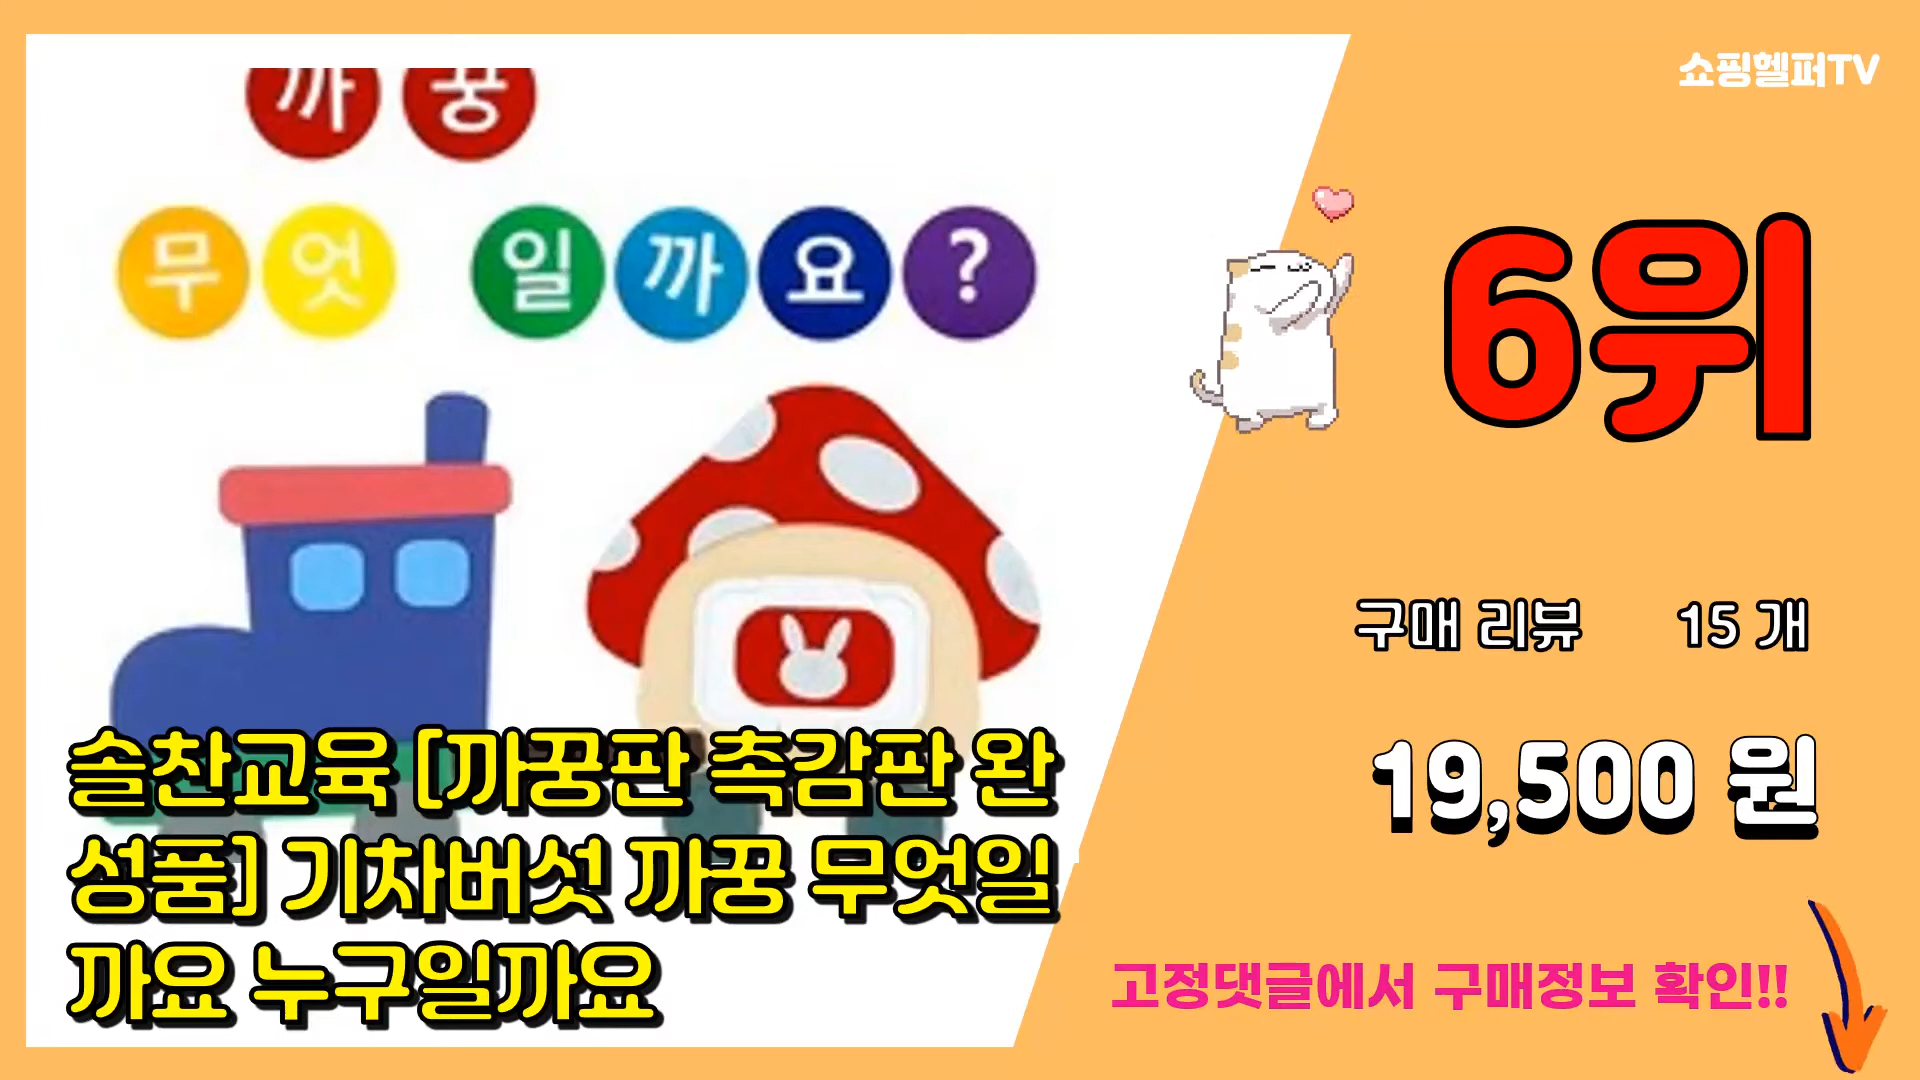 쇼핑헬퍼TV
까꿍
무엇 일까요?
6위
구매 리뷰 15 개
19,500 원
솔찬교육 [까꿍판 촉감판 완
성품] 기차버섯 까꿍 무엇일
까요 누구일까요
고정댓글에서 구매정보 확인!!